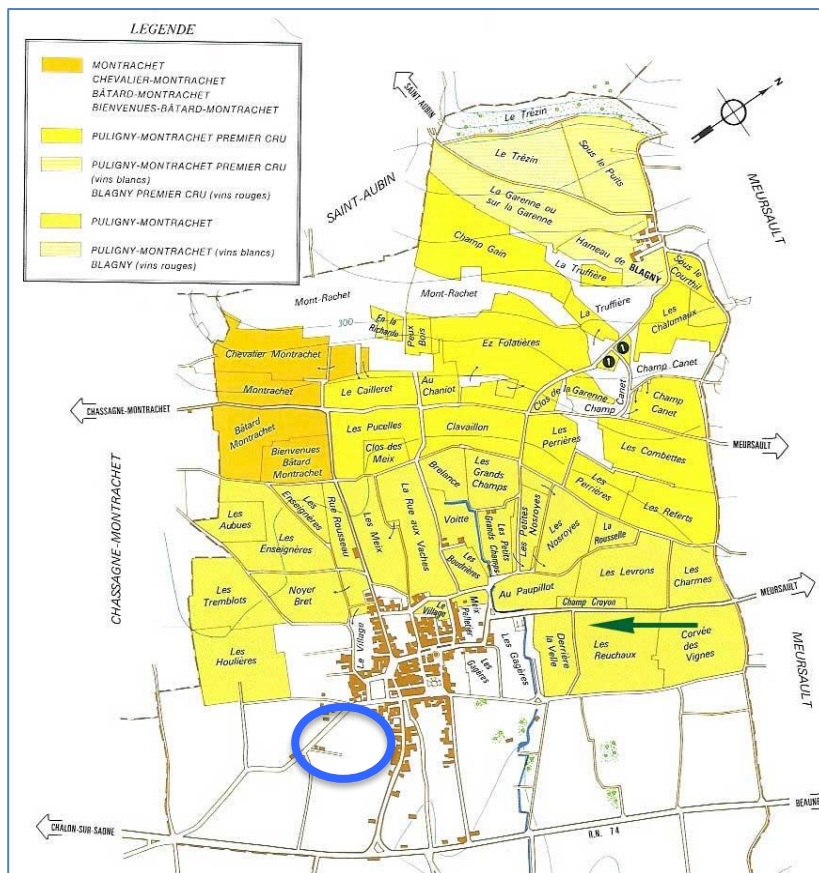 LEGENDE
MONTRACHET
CHEVALIER-MONTRACHET
BÂTARD-MONTRACHET
BIENVENUES-BÂTARD-MONTRACHET
PULIGNY-MONTRACHET PREMIER CRU
PULIGNY-MONTRACHET PREMIER CRU
(vins blancs)
BLAGNY PREMIER CRU (vins rouges)
PULIGNY-MONTRACHET
PULIGNY-MONTRACHET (vins blancs)
BLAGNY (vins rouges)
SAINT-AUBIN
N
Le Trézin
Le Trézin
Sous le Puits
SAINT-AUBIN
MEURSAULT
La Garenne ou
sur la Garenne
Hameau de BLAGNY
Champ Gain
La Truffière
Sous le
Courthil
Mont-Rachet
Mont-Rachet
La Truffière
Les
Chalomaux
300
En la
Richarde
Peux
Bois
Ez Folatières
1
1
Chevalier Montrachet
Champ Canet
Montrachet
Le Cailleret
Au
Chaniot
Clos de la Garenne
Champ
Canet
Champ
Canet
CHASSAGNE-MONTRACHET
Bâtard
Montrachet
Les Pucelles
Clavaillon
Les
Perrières
Les Combettes
MEURSAULT
Bienvenues
Bâtard
Montrachet
Clos des
Meix
Brelance
Les
Grands
Champs
Les
Perrières
Les Referts
CHASSAGNE-MONTRACHET
Les
Aubues
Les
Enseignères
Rue Rousseau
Les Meix
La Rue aux
Vaches
Voitte
Les Petits
Grands Champs
Les Petites
Nosroyes
Les
Nosroyes
La
Rousselle
Les Enseignères
Les
Boudrières
Les Levrons
Les
Charmes
Les
Tremblots
Noyer
Bret
Au Paupillot
Champ Croyon
MEURSAULT
Le Village
Le
Village
Meix
Pelletier
Les
Houlières
Les
Gagères
Les Gagères
Derrière
la Velle
Les
Reuchaux
Corvée
des
Vignes
MEURSAULT
CHALON-SUR-SAONE
R.N. 74
BEAUNE